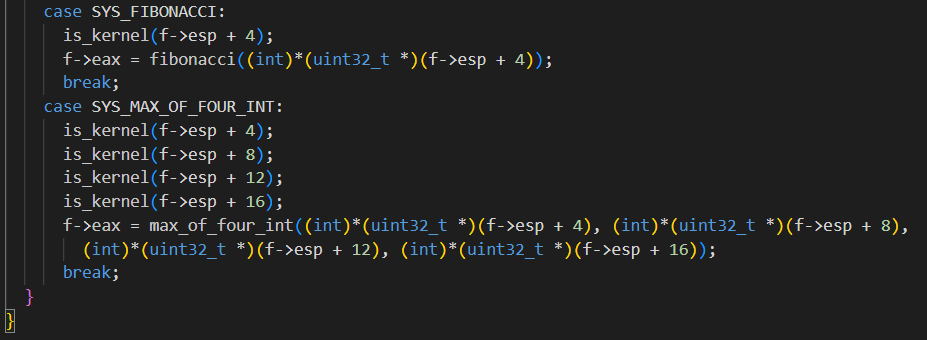 case SYS_FIBONACCI:
is_kernel(f->esp + 4);
f->eax = fibonacci((int)*(uint32_t *)(f->esp + 4));
break;
case SYS_MAX_OF_FOUR_INT:
is_kernel(f->esp + 4);
is_kernel(f->esp + 8);
is_kernel(f->esp + 12);
is_kernel(f->esp + 16);
f->eax = max_of_four_int((int)*(uint32_t *)(f->esp + 4), (int)*(uint32_t *)(f->esp + 8),
(int)*(uint32_t *)(f->esp + 12), (int)*(uint32_t *)(f->esp + 16));
break;
}
}